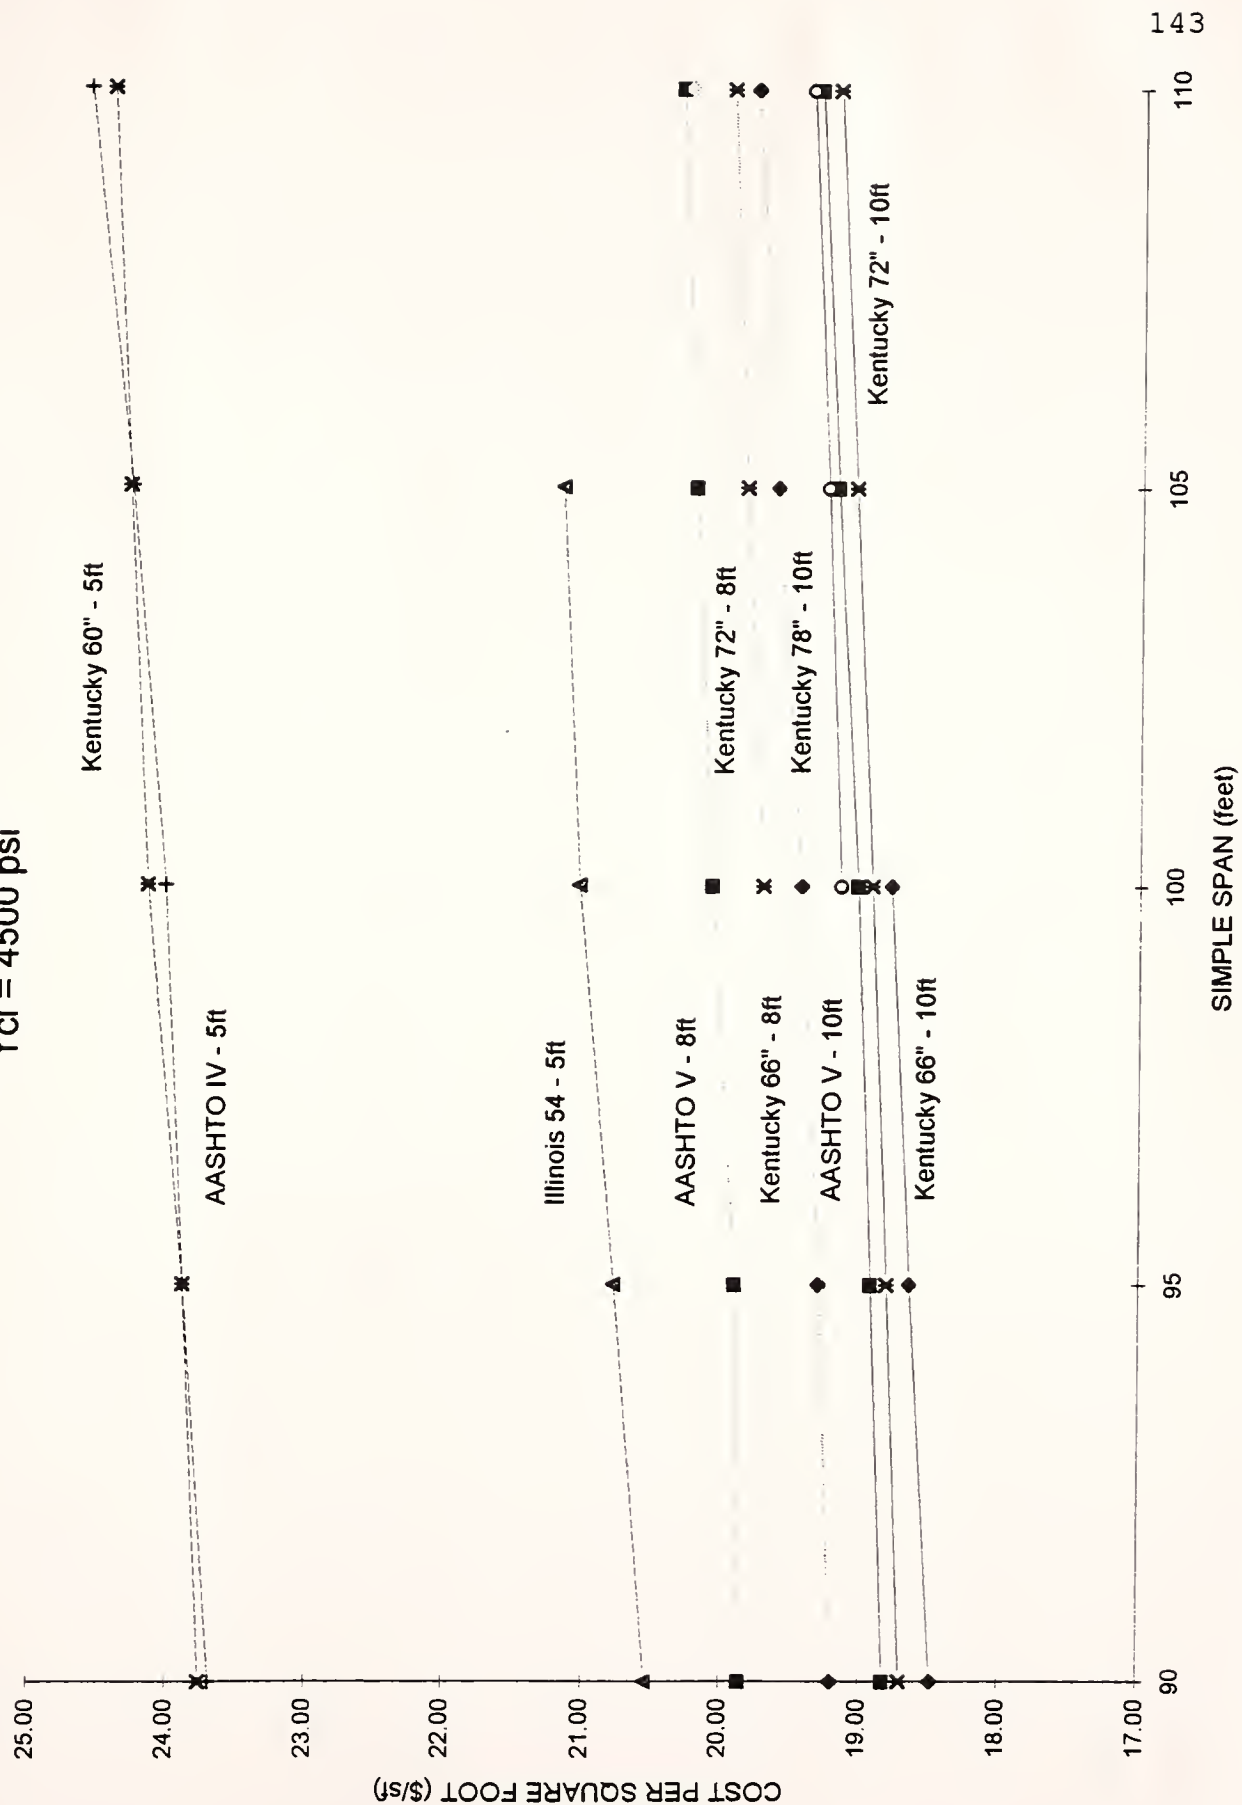 143
= 4500 psi
COST PER SQUARE FOOT ($/sf)
25.00
24.00
23.00
22.00
21.00
20.00
19.00
18.00
17.00
Kentucky 60" - 5ft
AASHTO IV - 5ft
Illinois 54 - 5ft
AASHTO V - 8ft
Kentucky 72" - 8ft
Kentucky 66" - 8ft
Kentucky 78" - 10ft
AASHTO V - 10ft
Kentucky 72" - 10ft
Kentucky 66" - 10ft
90
95
100
105
110
SIMPLE SPAN (feet)